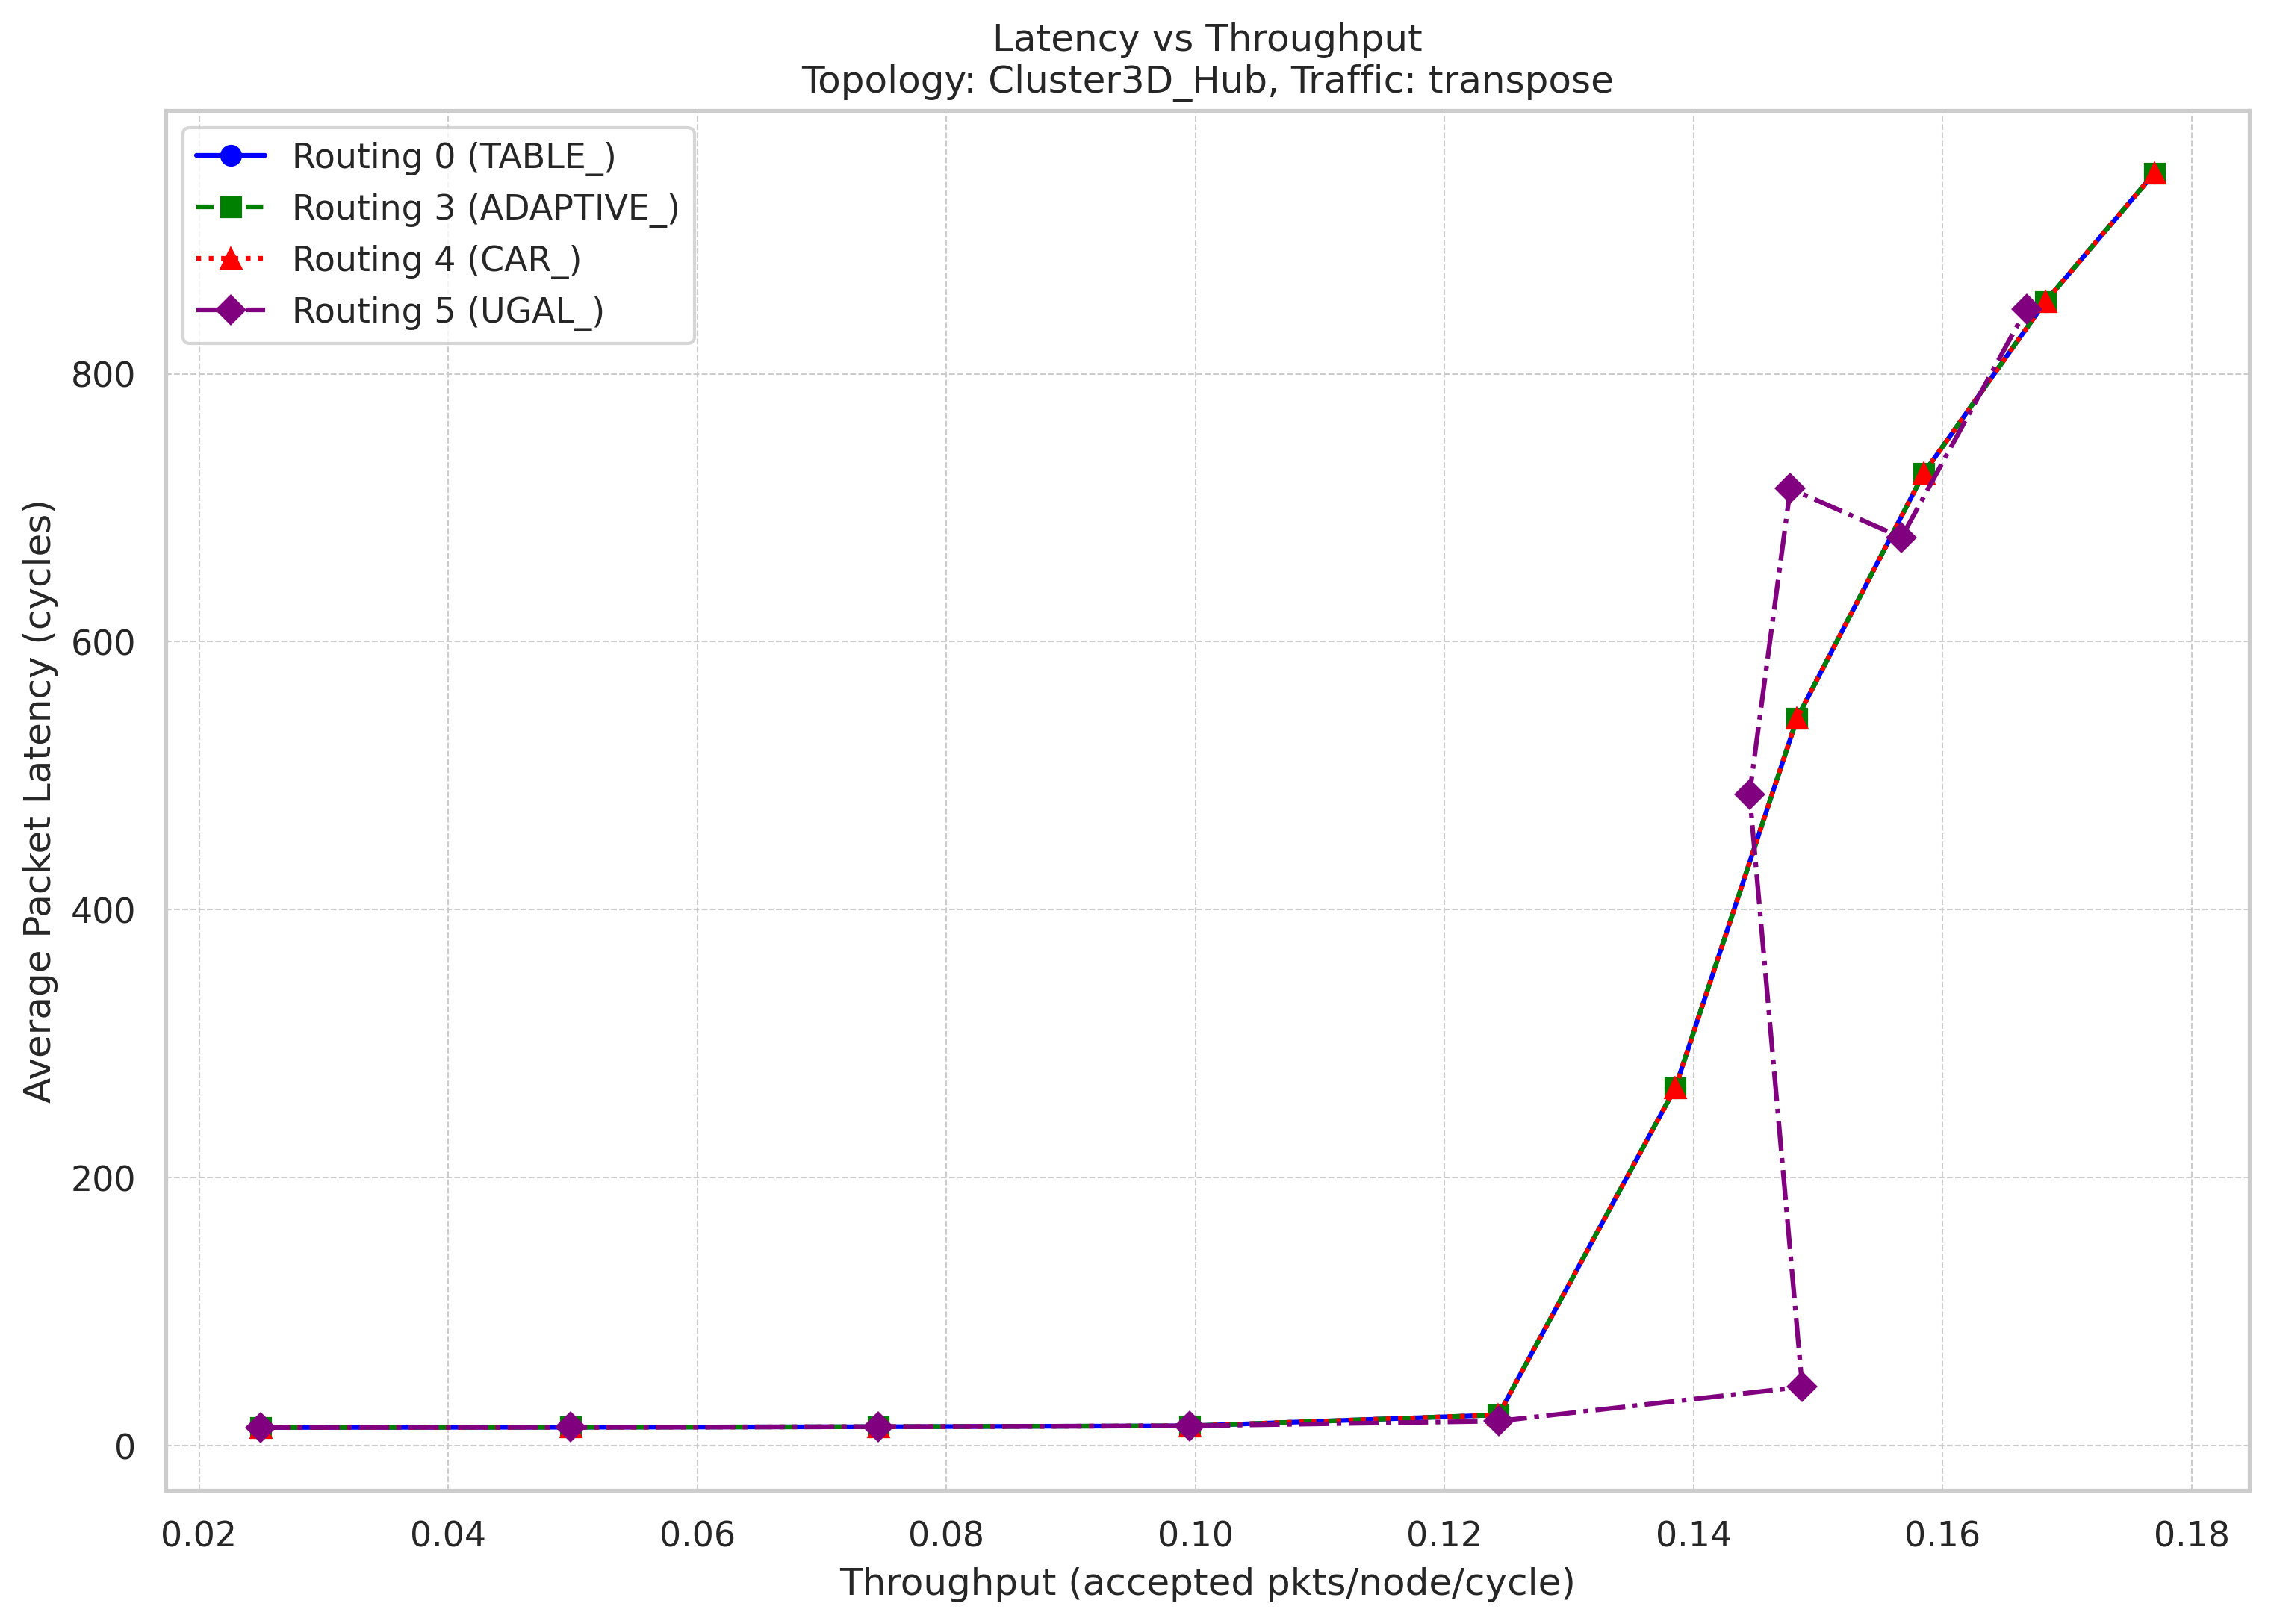 Latency vs Throughput
Topology: Cluster3D_Hub, Traffic: transpose
Routing 0 (TABLE_)
Routing 3 (ADAPTIVE_)
Routing 4 (CAR_)
Routing 5 (UGAL_)
Average Packet Latency (cycles)
800
600
400
200
0
0.02 0.04 0.06 0.08 0.10 0.12 0.14 0.16 0.18
Throughput (accepted pkts/node/cycle)